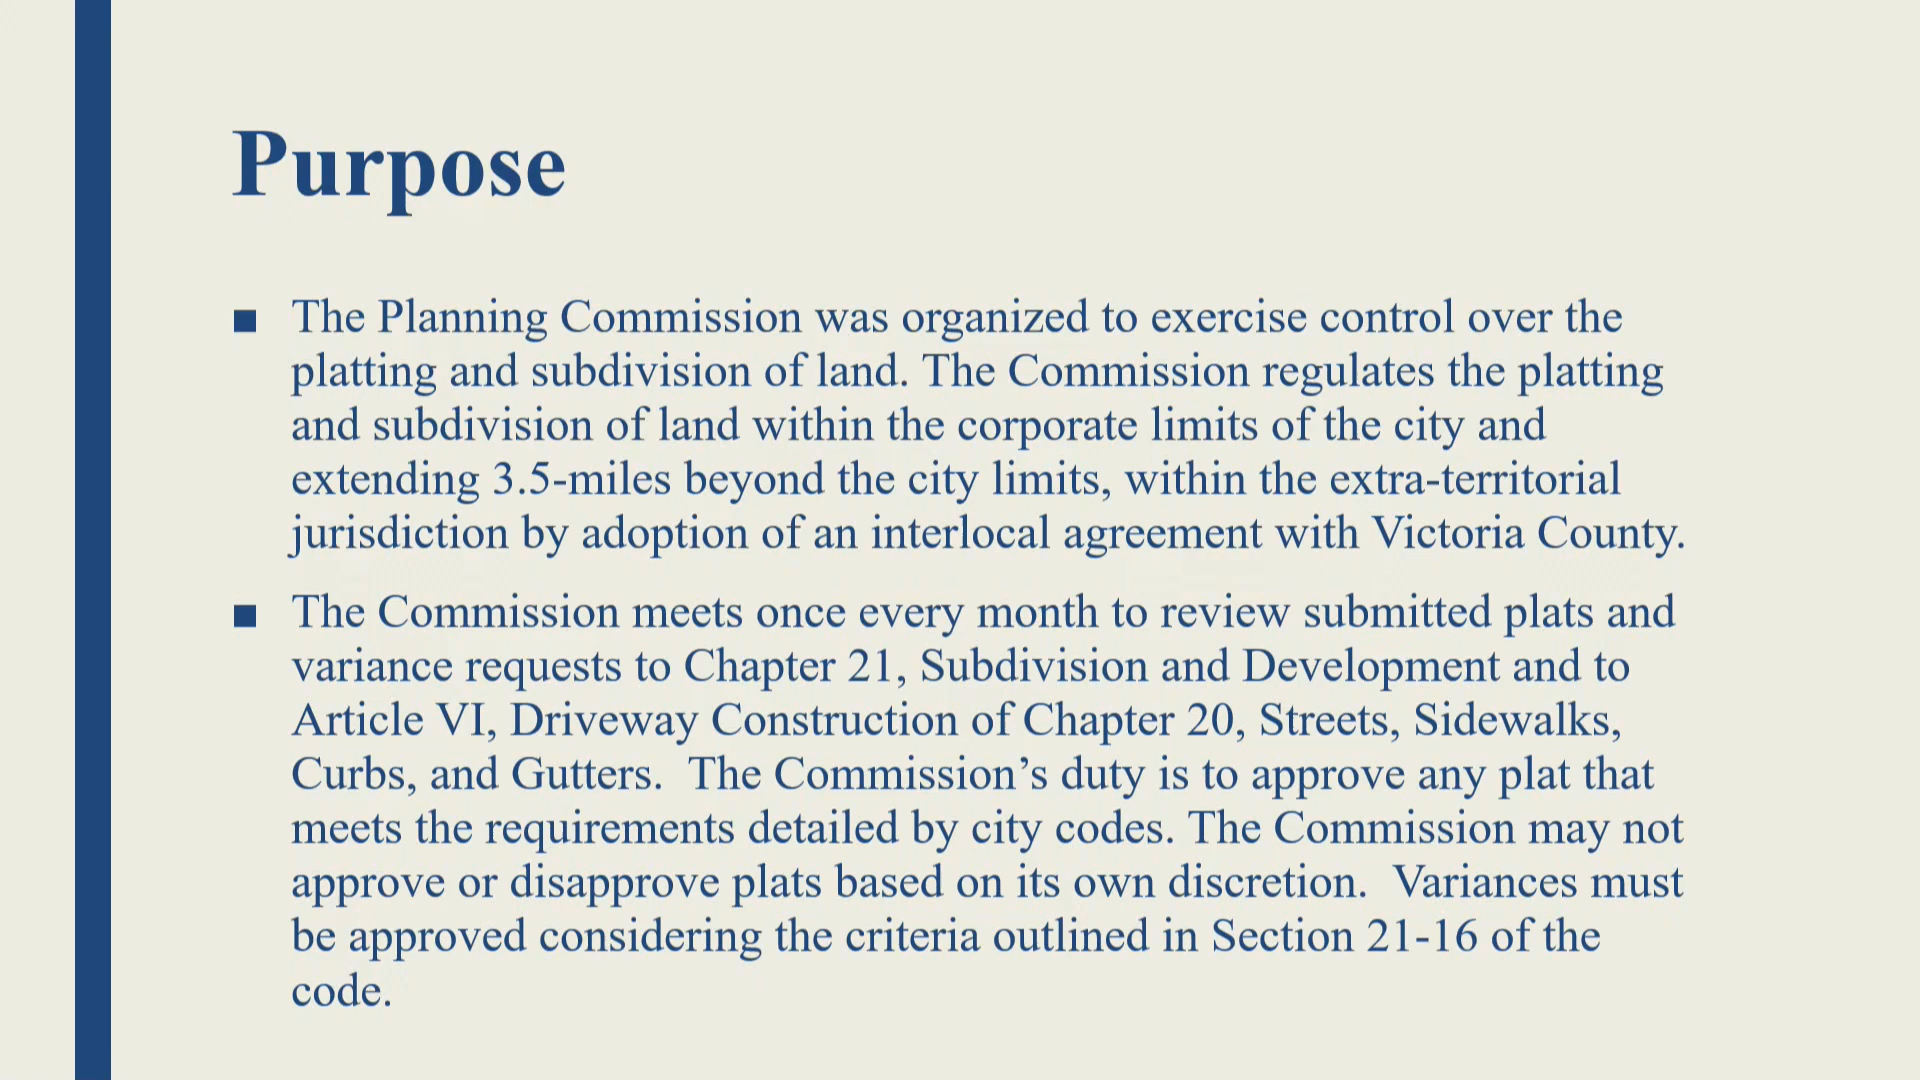 Purpose
■ The Planning Commission was organized to exercise control over the
platting and subdivision of land. The Commission regulates the platting
and subdivision of land within the corporate limits of the city and
extending 3.5-miles beyond the city limits, within the extra-territorial
jurisdiction by adoption of an interlocal agreement with Victoria County.
■ The Commission meets once every month to review submitted plats and
variance requests to Chapter 21, Subdivision and Development and to
Article VI, Driveway Construction of Chapter 20, Streets, Sidewalks,
Curbs, and Gutters.  The Commission’s duty is to approve any plat that
meets the requirements detailed by city codes. The Commission may not
approve or disapprove plats based on its own discretion.  Variances must
be approved considering the criteria outlined in Section 21-16 of the
code.